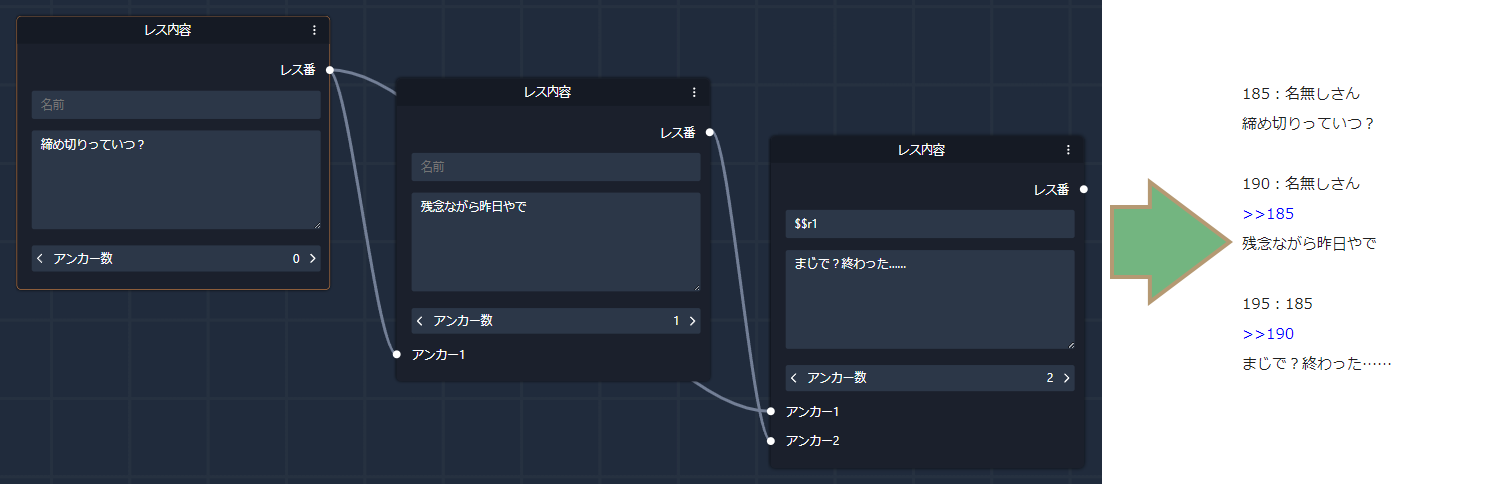 レス内容
レス番
名前
締め切りっていつ?
アンカー数 0
レス内容
レス番
名前
残念ながら昨日やで
アンカー数 1
アンカー1
レス内容
レス番
$$r1
まじで?終わった……
アンカー数 2
アンカー1
アンカー2
185:名無しさん
締め切りっていつ?
190:名無しさん
>>185
残念ながら昨日やで
195:185
>>190
まじで?終わった……